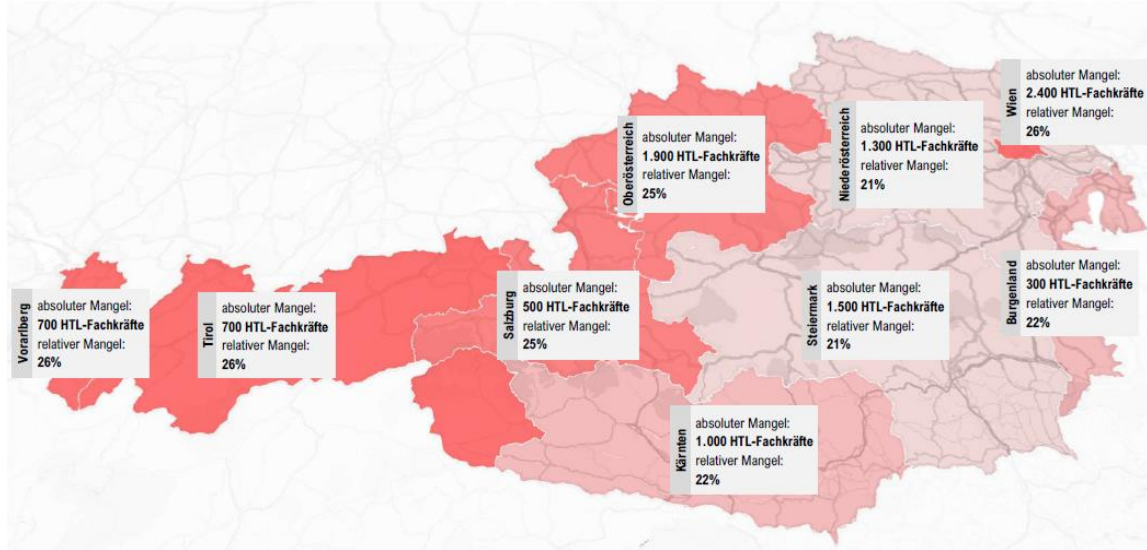 Vorarlberg
absoluter Mangel:
700 HTL-Fachkräfte
relativer Mangel:
26%
Tirol
absoluter Mangel:
700 HTL-Fachkräfte
relativer Mangel:
26%
Salzburg
absoluter Mangel:
500 HTL-Fachkräfte
relativer Mangel:
25%
Oberösterreich
absoluter Mangel:
1.900 HTL-Fachkräfte
relativer Mangel:
25%
Niederösterreich
absoluter Mangel:
1.300 HTL-Fachkräfte
relativer Mangel:
21%
Wien
absoluter Mangel:
2.400 HTL-Fachkräfte
relativer Mangel:
26%
Burgenland
absoluter Mangel:
300 HTL-Fachkräfte
relativer Mangel:
22%
Steiermark
absoluter Mangel:
1.500 HTL-Fachkräfte
relativer Mangel:
21%
Kärnten
absoluter Mangel:
1.000 HTL-Fachkräfte
relativer Mangel:
22%